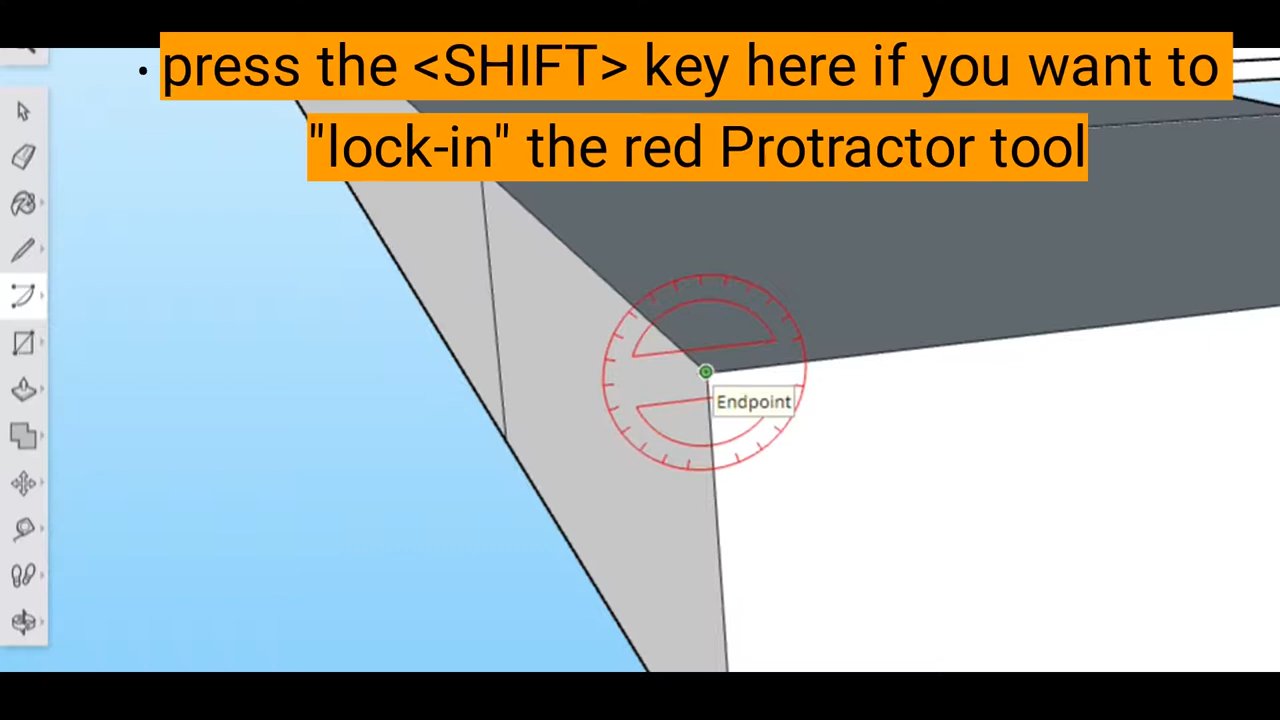 press the <SHIFT> key here if you want to
"lock-in" the red Protractor tool
Endpoint